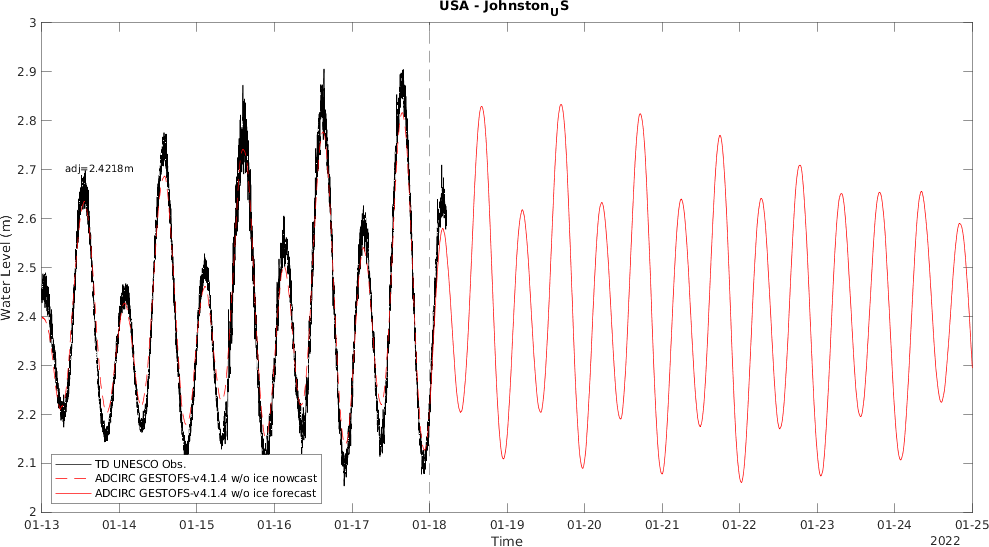 USA - JohnstonUS
3
2.9
2.8
2.7
2.6
2.5
2.4
2.3
2.2
2.1
2
Water Level (m)
adj=2.4218m
TD UNESCO Obs.
ADCIRC GESTOFS-v4.1.4 w/o ice nowcast
ADCIRC GESTOFS-v4.1.4 w/o ice forecast
01-13 01-14 01-15 01-16 01-17 01-18 01-19 01-20 01-21 01-22 01-23 01-24 01-25
Time
2022